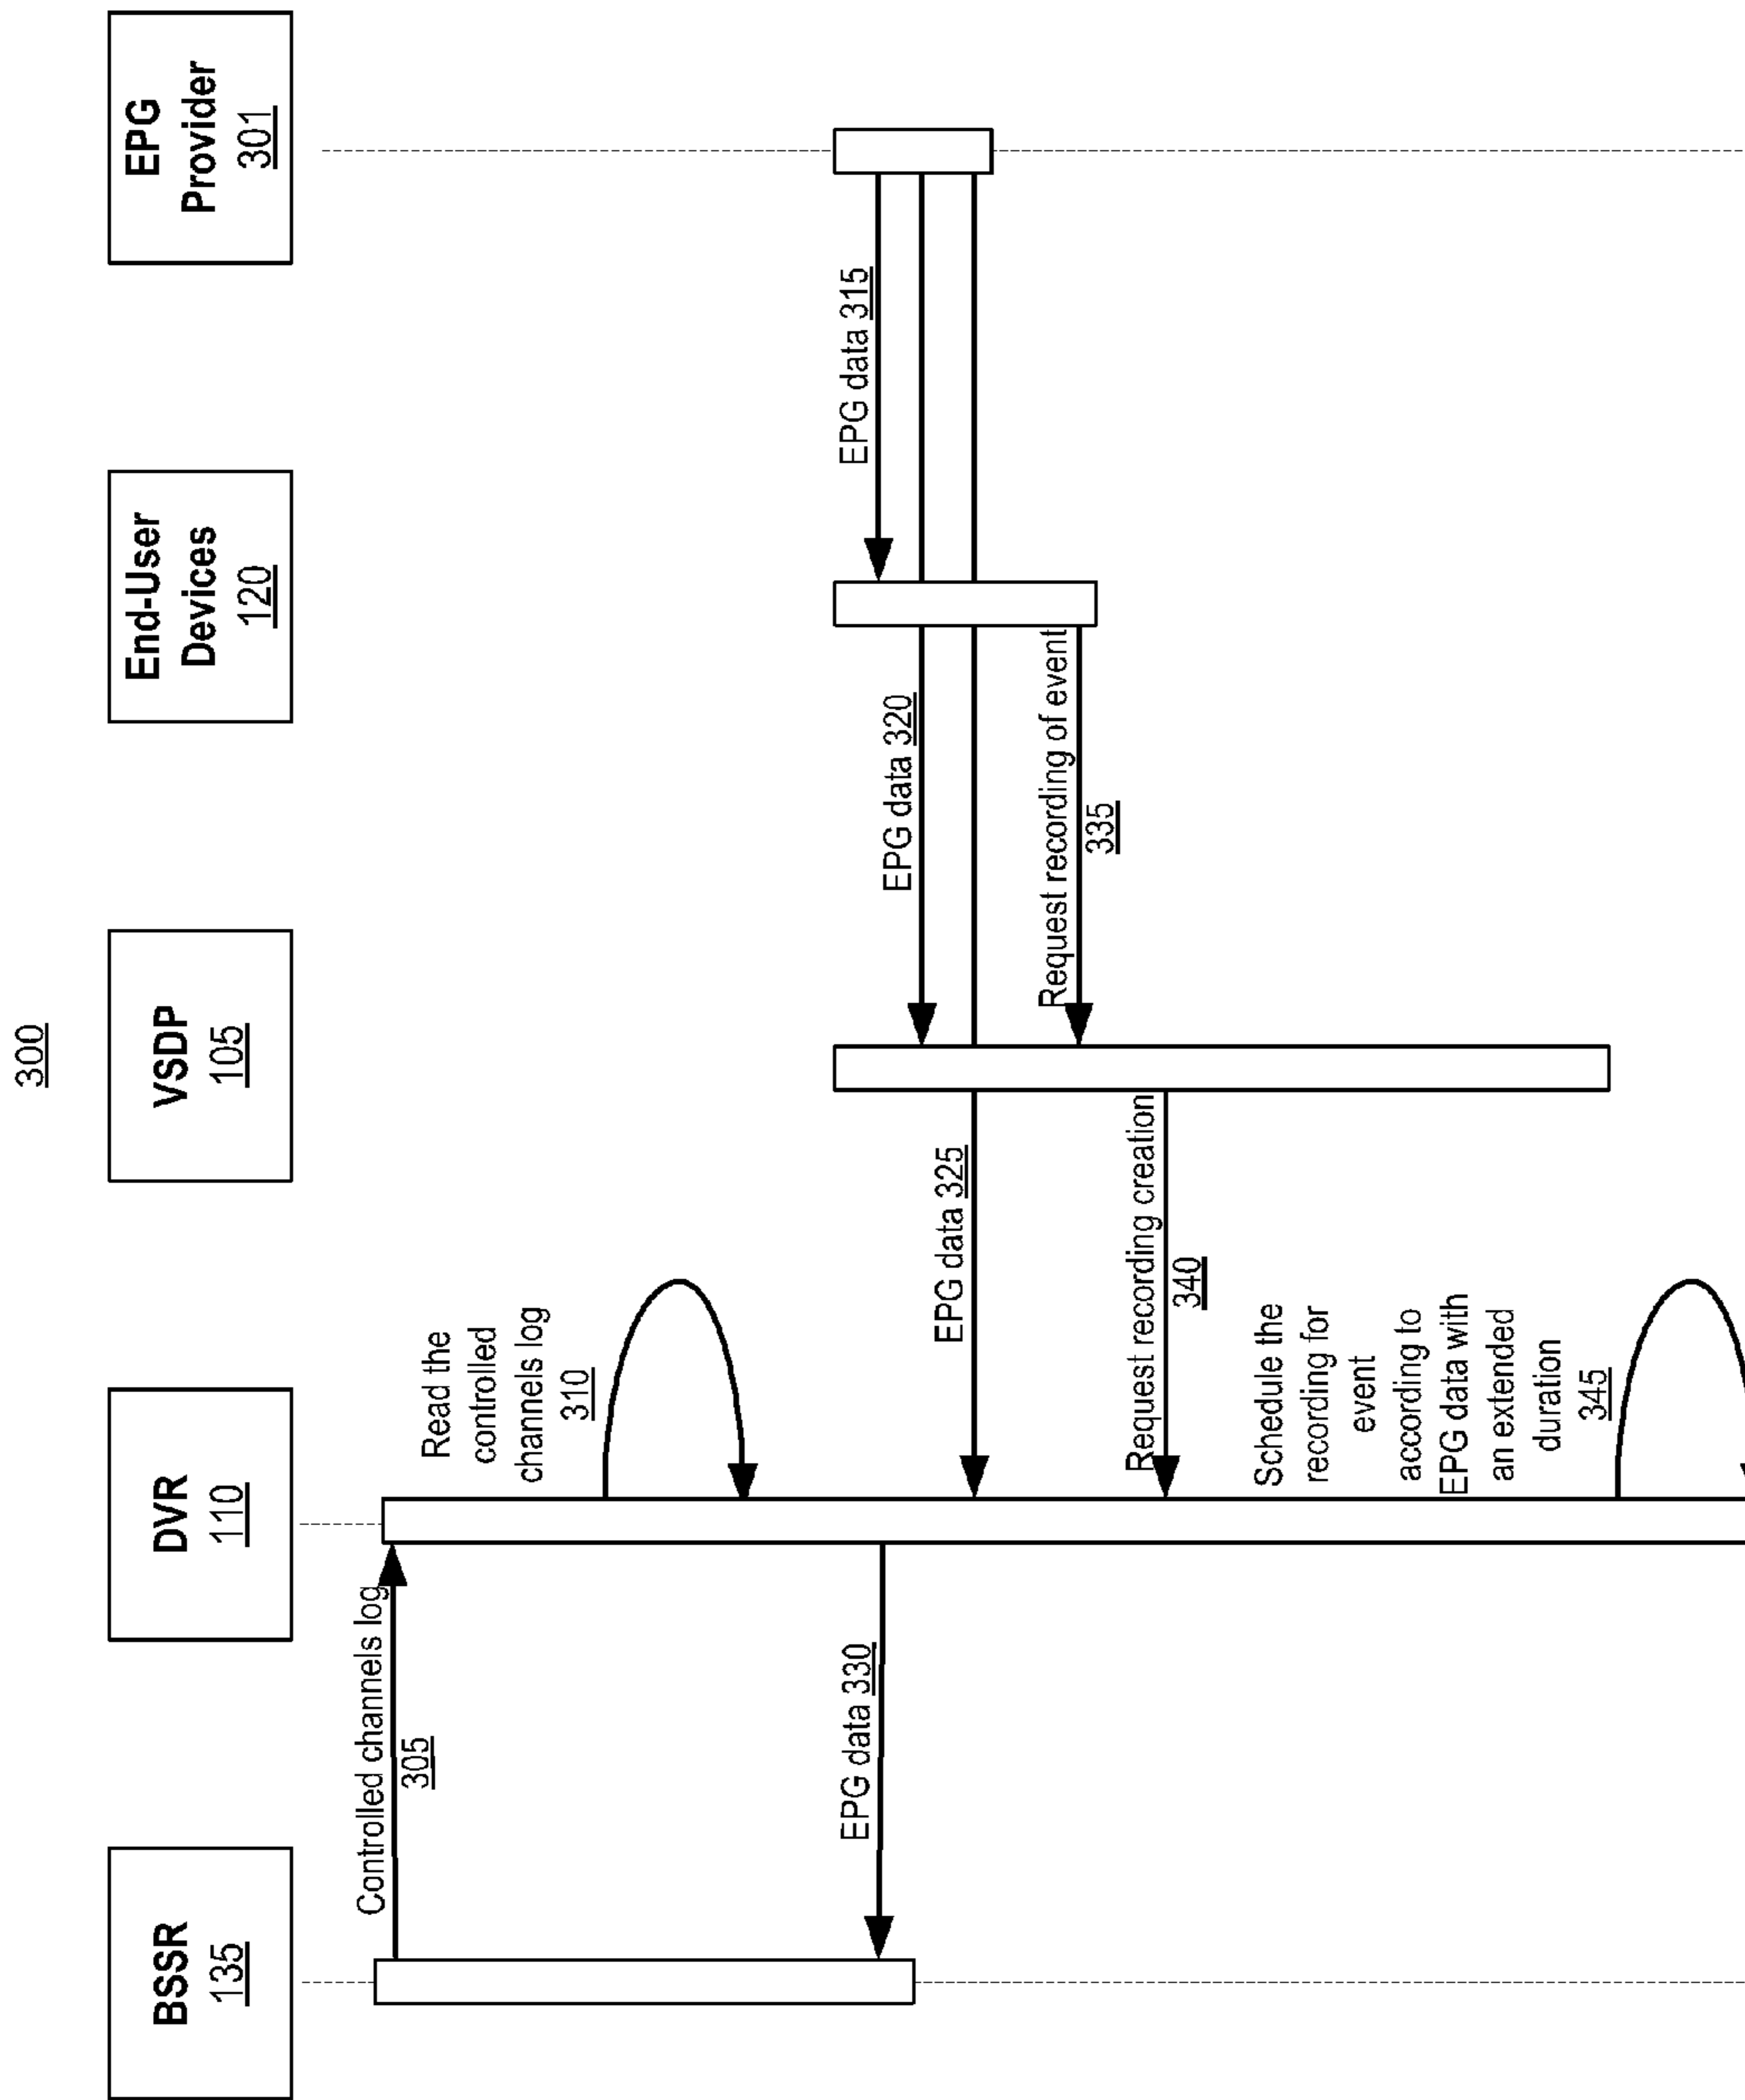 300
BSSR
135
DVR
110
VSDP
105
End-User
Devices
120
EPG
Provider
301
Controlled channels log
305
Read the
controlled
channels log
310
EPG data 315
EPG data 320
EPG data 325
EPG data 330
Request recording of event
335
Request recording creation
340
Schedule the
recording for
event
according to
EPG data with
an extended
duration
345